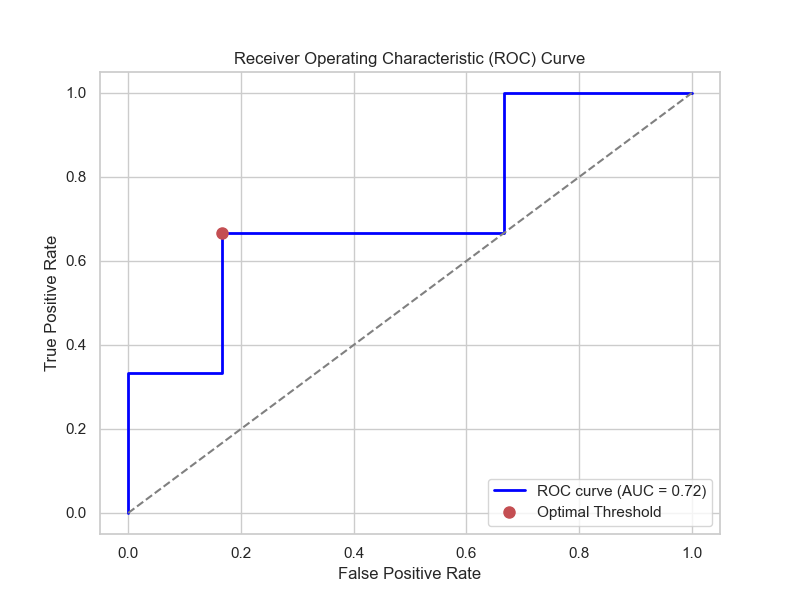 Receiver Operating Characteristic (ROC) Curve
True Positive Rate
1.0
0.8
0.6
0.4
0.2
0.0
ROC curve (AUC = 0.72)
Optimal Threshold
0.0 0.2 0.4 0.6 0.8 1.0
False Positive Rate